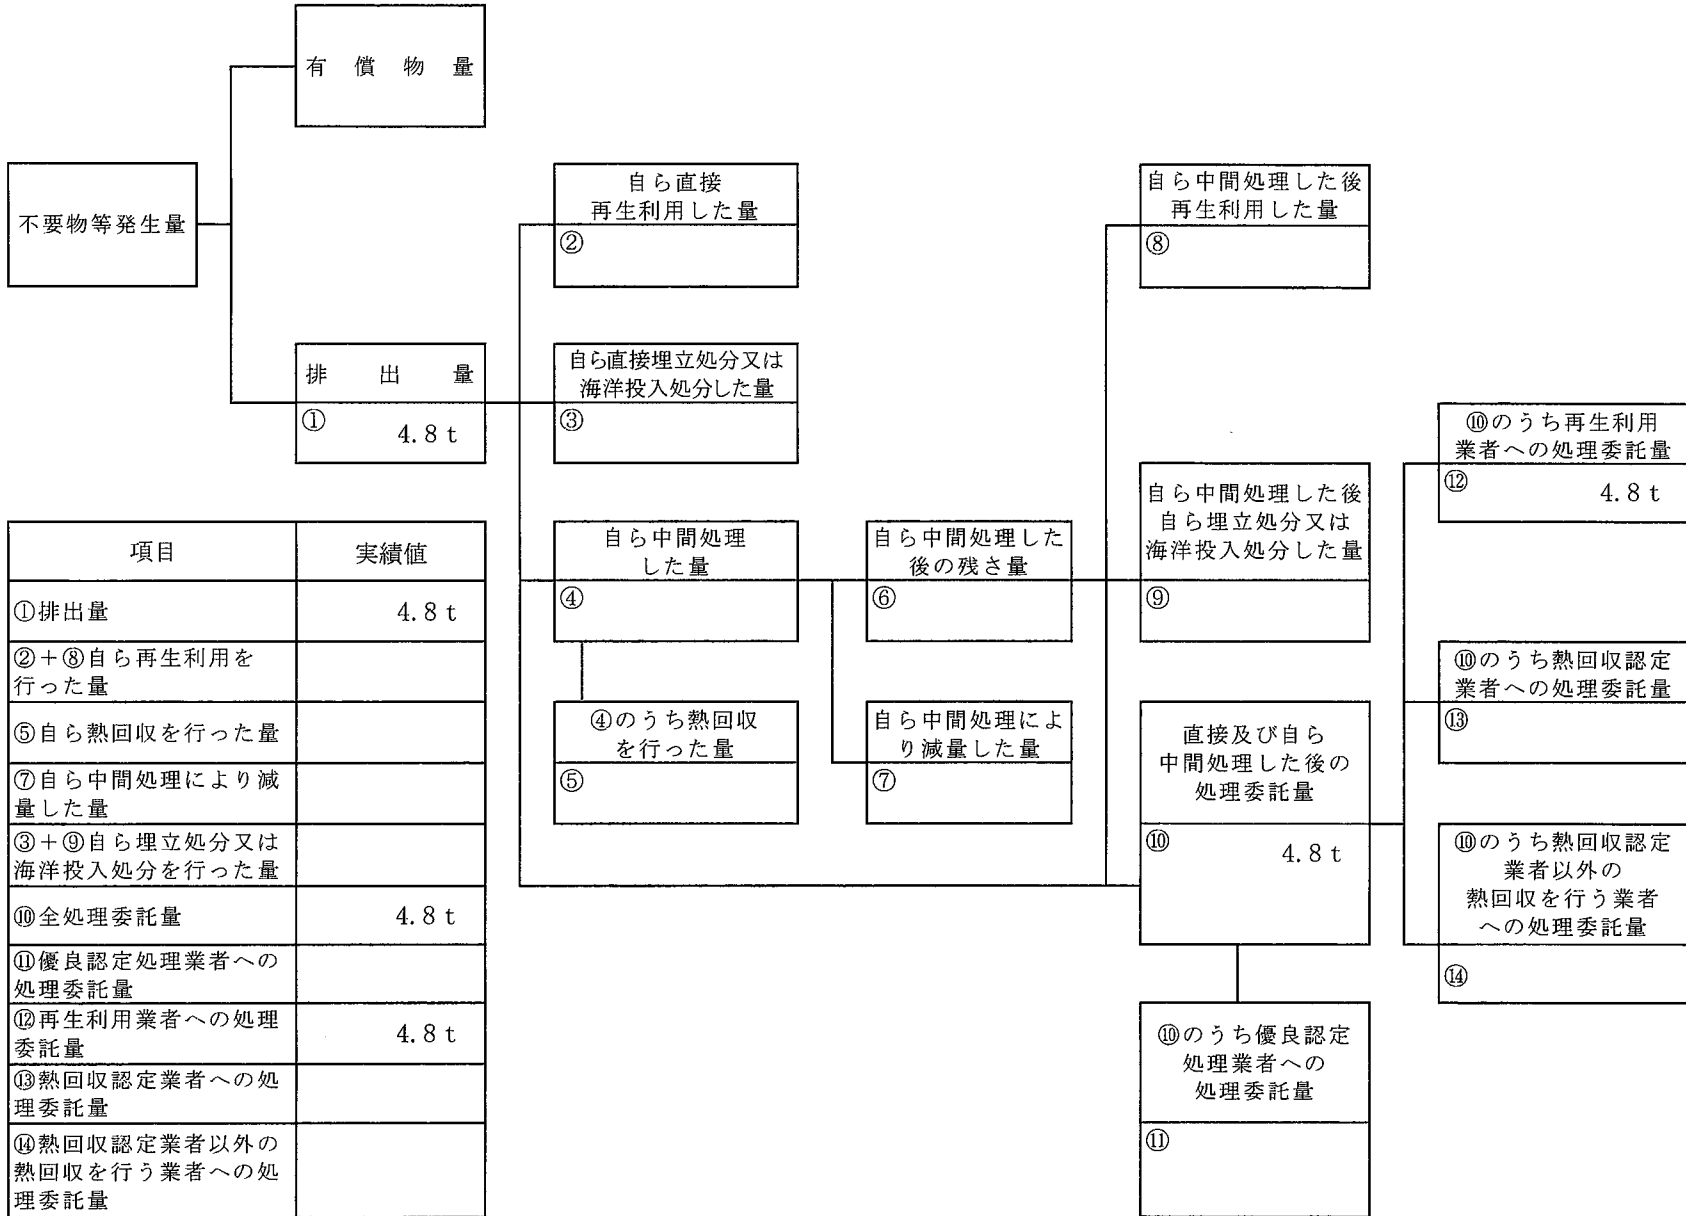 有償物量
不要物等発生量
自ら直接
再生利用した量
②
自ら中間処理した後
再生利用した量
⑧
排出量
①
4.8 t
自ら直接埋立処分又は
海洋投入処分した量
③
⑩のうち再生利用
業者への処理委託量
⑫
4.8 t
自ら中間処理した後
自ら埋立処分又は
海洋投入処分した量
⑨
自ら中間処理
した量
④
自ら中間処理した
後の残さ量
⑥
④のうち熱回収
を行った量
⑤
自ら中間処理によ
り減量した量
⑦
直接及び自ら
中間処理した後の
処理委託量
⑩
4.8 t
⑩のうち熱回収認定
業者への処理委託量
⑬
⑩のうち熱回収認定
業者以外の
熱回収を行う業者
への処理委託量
⑭
⑩のうち優良認定
処理業者への
処理委託量
⑪
項目 実績値
①排出量 4.8 t
②＋⑧自ら再生利用を
行った量
⑤自ら熱回収を行った量
⑦自ら中間処理により減
量した量
③＋⑨自ら埋立処分又は
海洋投入処分を行った量
⑩全処理委託量 4.8 t
⑪優良認定処理業者への
処理委託量
⑫再生利用業者への処理
委託量 4.8 t
⑬熱回収認定業者への処
理委託量
⑭熱回収認定業者以外の
熱回収を行う業者への処
理委託量